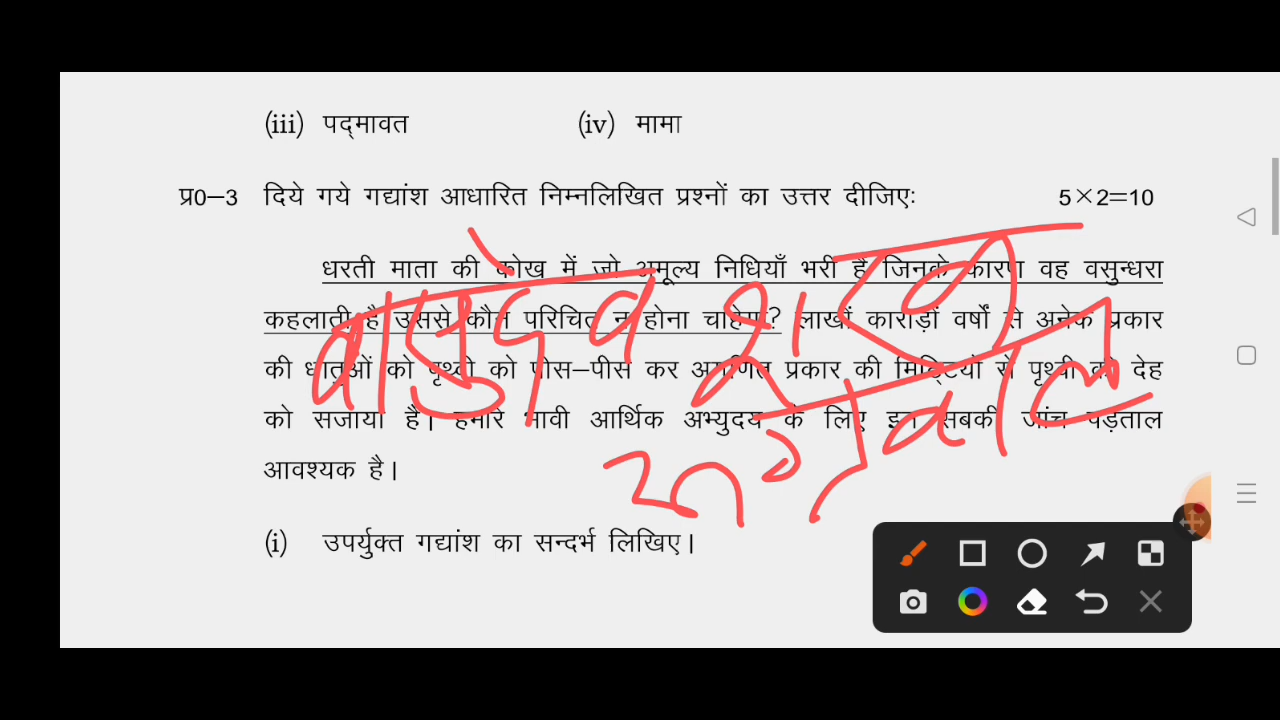 (iii) पद्मावत (iv) मामा
प्र0–3 दिये गये गद्यांश आधारित निम्नलिखित प्रश्नों का उत्तर दीजिएः 5×2=10
धरती माता की कोख में जो अमूल्य निधियाँ भरी हैं जिनके कारण वह वसुन्धरा
कहलाती है उससे कौन परिचित न होना चाहेगा? लाखों कारोड़ों वर्षों से अनेक प्रकार
की धातुओं को पृथ्वी को पीस–पीस कर अगणित प्रकार की मिट्टियों से पृथ्वी की देह
को सजाया है। हमारे भावी आर्थिक अभ्युदय के लिए इन सबकी जांच पड़ताल
आवश्यक है।
वासुदेव शरण
अग्रवाल
(i) उपर्युक्त गद्यांश का सन्दर्भ लिखिए।